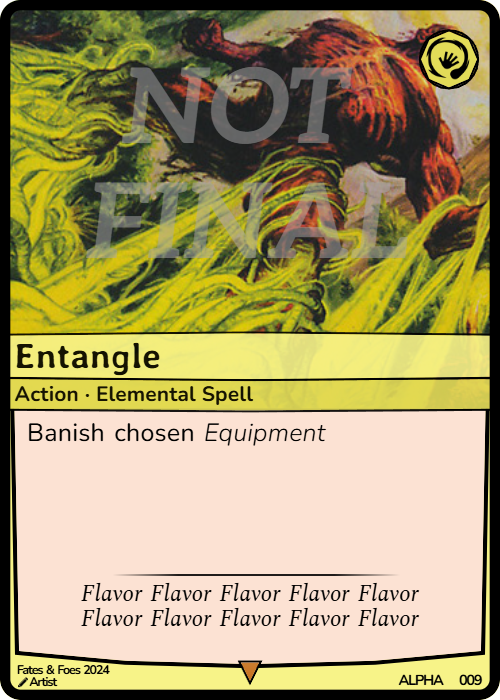 NOT
FINAL
Entangle
Action · Elemental Spell
Banish chosen Equipment
Flavor Flavor Flavor Flavor Flavor
Flavor Flavor Flavor Flavor Flavor
Fates & Foes 2024
Artist
ALPHA 009